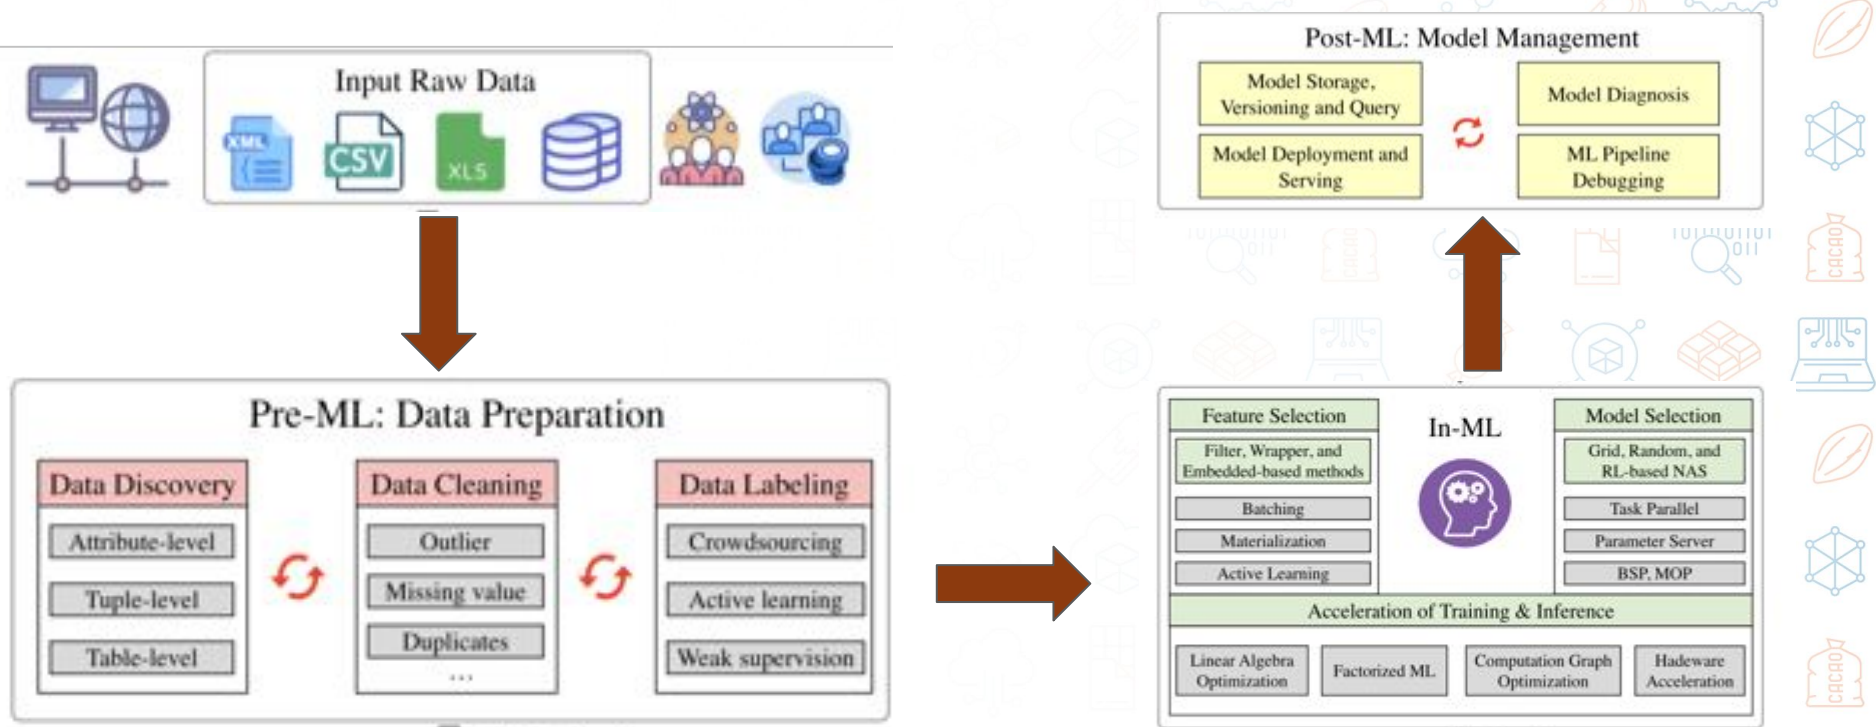 Input Raw Data
XML
CSV
XLS
Pre-ML: Data Preparation
Data Discovery
Attribute-level
Tuple-level
Table-level
Data Cleaning
Outlier
Missing value
Duplicates
...
Data Labeling
Crowdsourcing
Active learning
Weak supervision
Post-ML: Model Management
Model Storage,
Versioning and Query
Model Diagnosis
Model Deployment and
Serving
ML Pipeline
Debugging
In-ML
Feature Selection
Filter, Wrapper, and
Embedded-based methods
Batching
Materialization
Active Learning
Model Selection
Grid, Random, and
RL-based NAS
Task Parallel
Parameter Server
BSP, MOP
Acceleration of Training & Inference
Linear Algebra
Optimization
Factorized ML
Computation Graph
Optimization
Hadeware
Acceleration
CACAO
CACAO